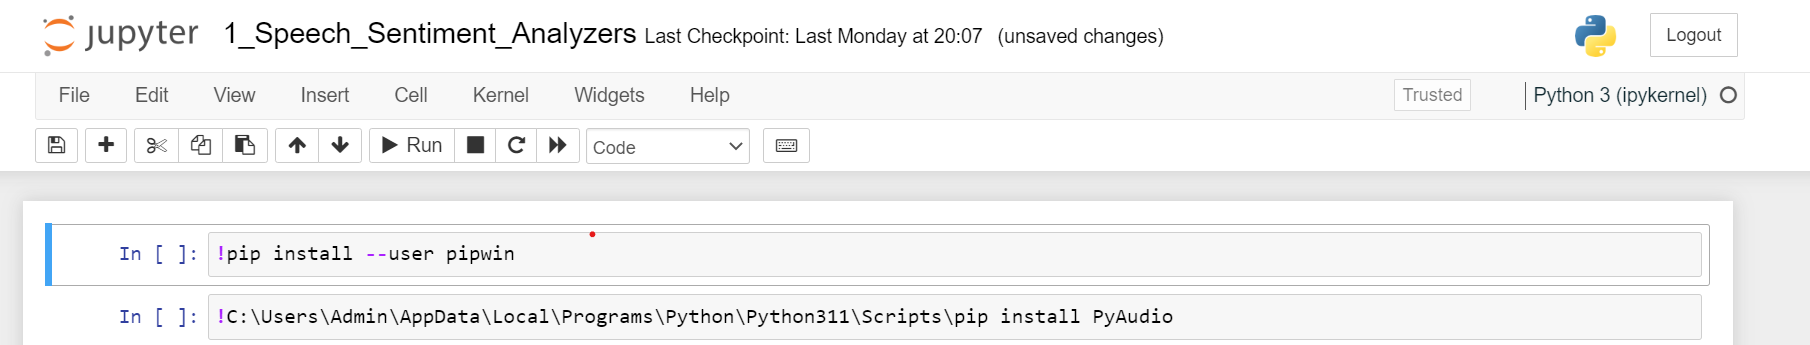 jupyter 1_Speech_Sentiment_Analyzers Last Checkpoint: Last Monday at 20:07 (unsaved changes) Logout
File Edit View Insert Cell Kernel Widgets Help Trusted Python 3 (ipykernel)
Run Code
In [ ]: !pip install --user pipwin
In [ ]: !C:\Users\Admin\AppData\Local\Programs\Python\Python311\Scripts\pip install PyAudio